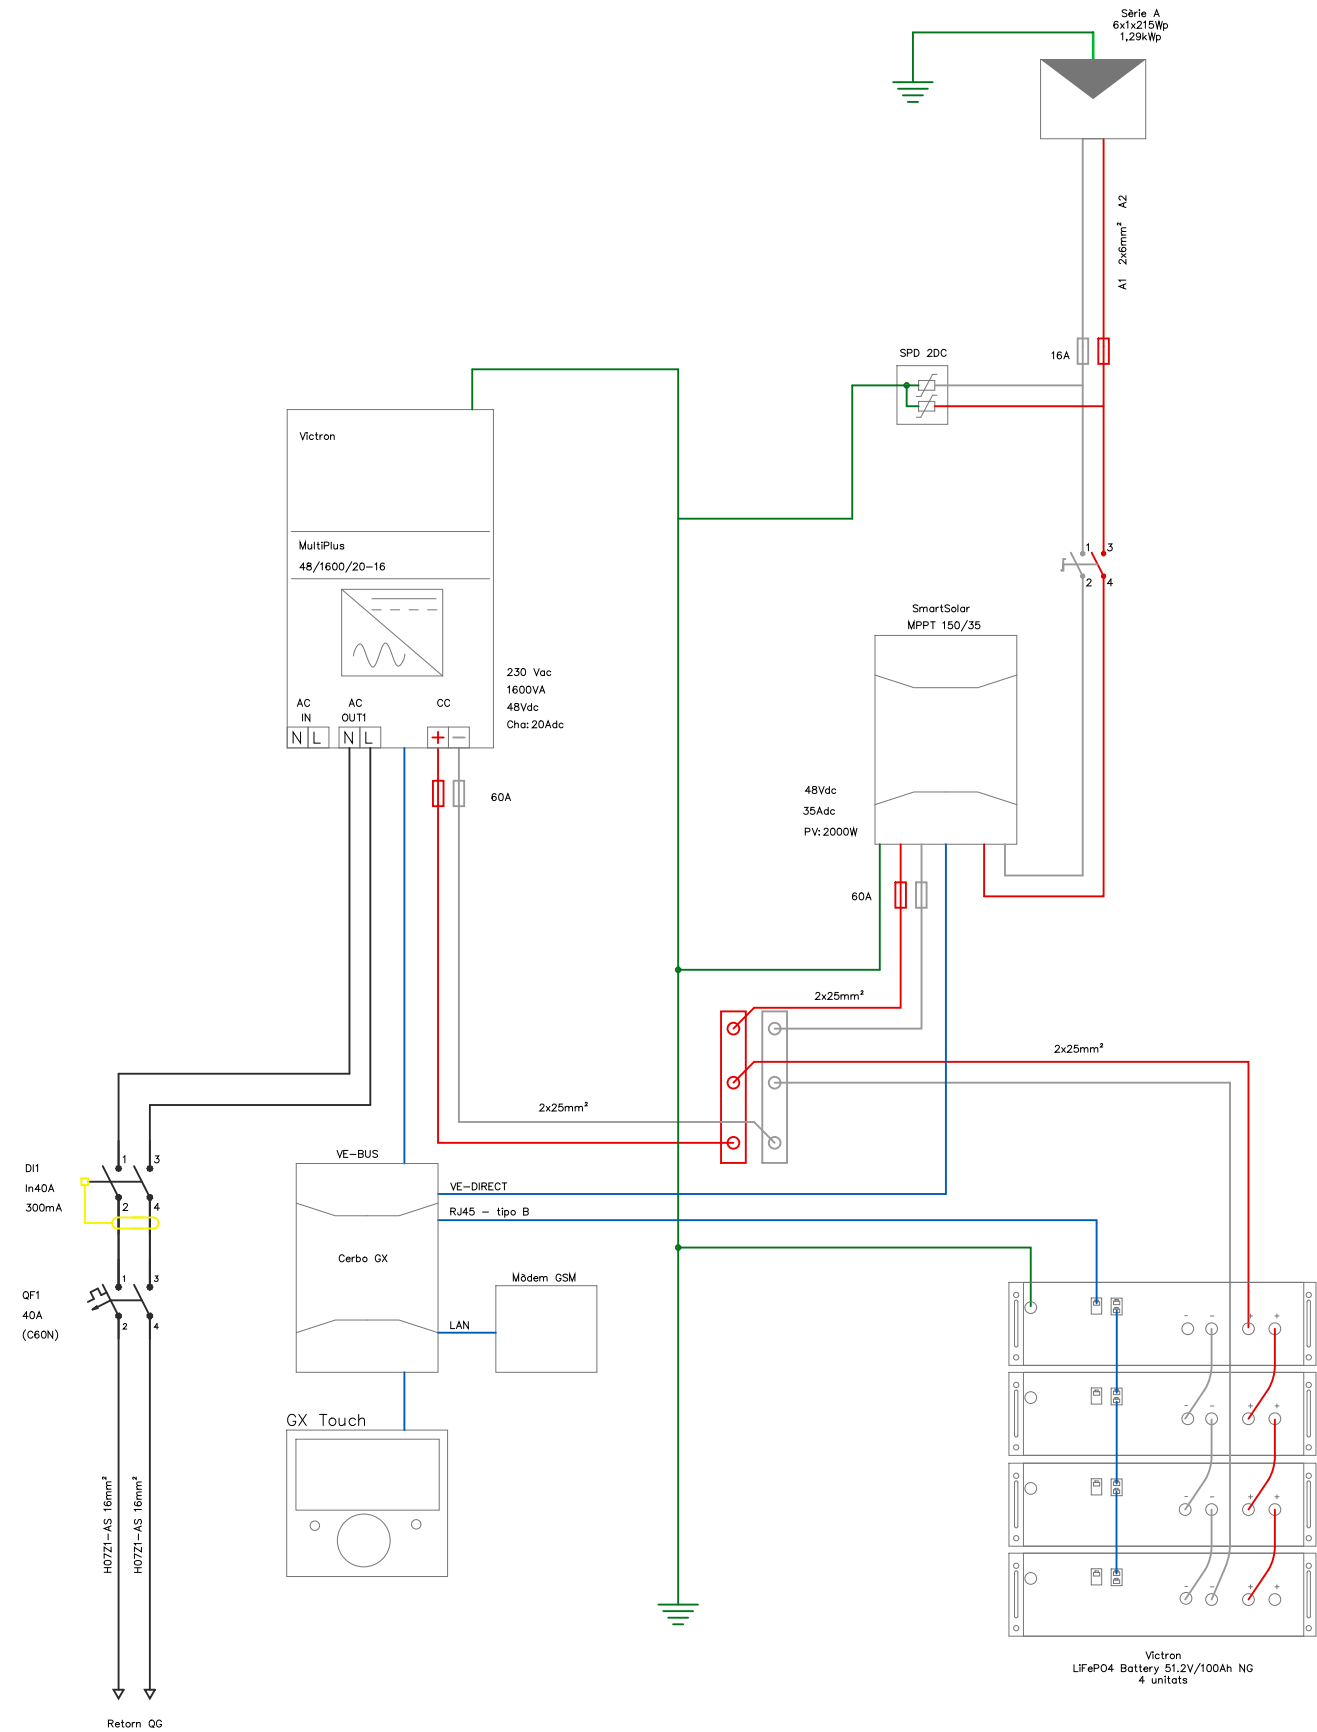 Sèrie A
6x1x215Wp
1,29kWp
A1 2x6mm² A2
16A
SPD 2DC
1
3
2
4
Victron
MultiPlus
48/1600/20-16
AC
IN
AC
OUT1
CC
N L
N L
+ −
230 Vac
1600VA
48Vdc
Cha: 20Adc
60A
SmartSolar
MPPT 150/35
48Vdc
35Adc
PV: 2000W
60A
2x25mm²
2x25mm²
2x25mm²
DI1
In40A
300mA
1
3
2
4
VE-BUS
VE-DIRECT
RJ45 - tipo B
Cerbo GX
Mòdem GSM
LAN
QF1
40A
(C60N)
1
3
2
4
GX Touch
H07Z1-AS 16mm²
H07Z1-AS 16mm²
Retorn QG
- - + +
- - + +
- - + +
- - + +
Victron
LiFePO4 Battery 51.2V/100Ah NG
4 unitats